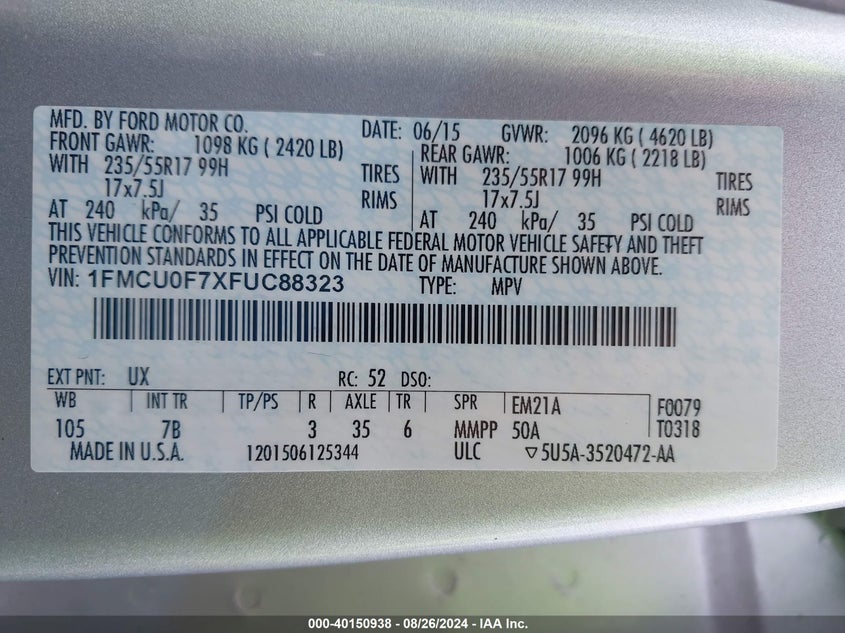 MFD. BY FORD MOTOR CO. DATE: 06/15 GVWR: 2096 KG ( 4620 LB)
FRONT GAWR: 1098 KG ( 2420 LB) REAR GAWR: 1006 KG ( 2218 LB)
WITH 235/55R17 99H TIRES WITH 235/55R17 99H TIRES
17x7.5J RIMS 17x7.5J RIMS
AT 240 kPa/ 35 PSI COLD AT 240 kPa/ 35 PSI COLD
THIS VEHICLE CONFORMS TO ALL APPLICABLE FEDERAL MOTOR VEHICLE SAFETY AND THEFT
PREVENTION STANDARDS IN EFFECT ON THE DATE OF MANUFACTURE SHOWN ABOVE.
VIN: 1FMCU0F7XFUC88323 TYPE: MPV
EXT PNT: UX RC: 52 DSO:
WB INT TR TP/PS R AXLE TR SPR EM21A F0079
105 7B 3 35 6 MMPP 50A T0318
MADE IN U.S.A. 1201506125344 ULC ▽5U5A-3520472-AA
000-40150938 - 08/26/2024 - IAA Inc.